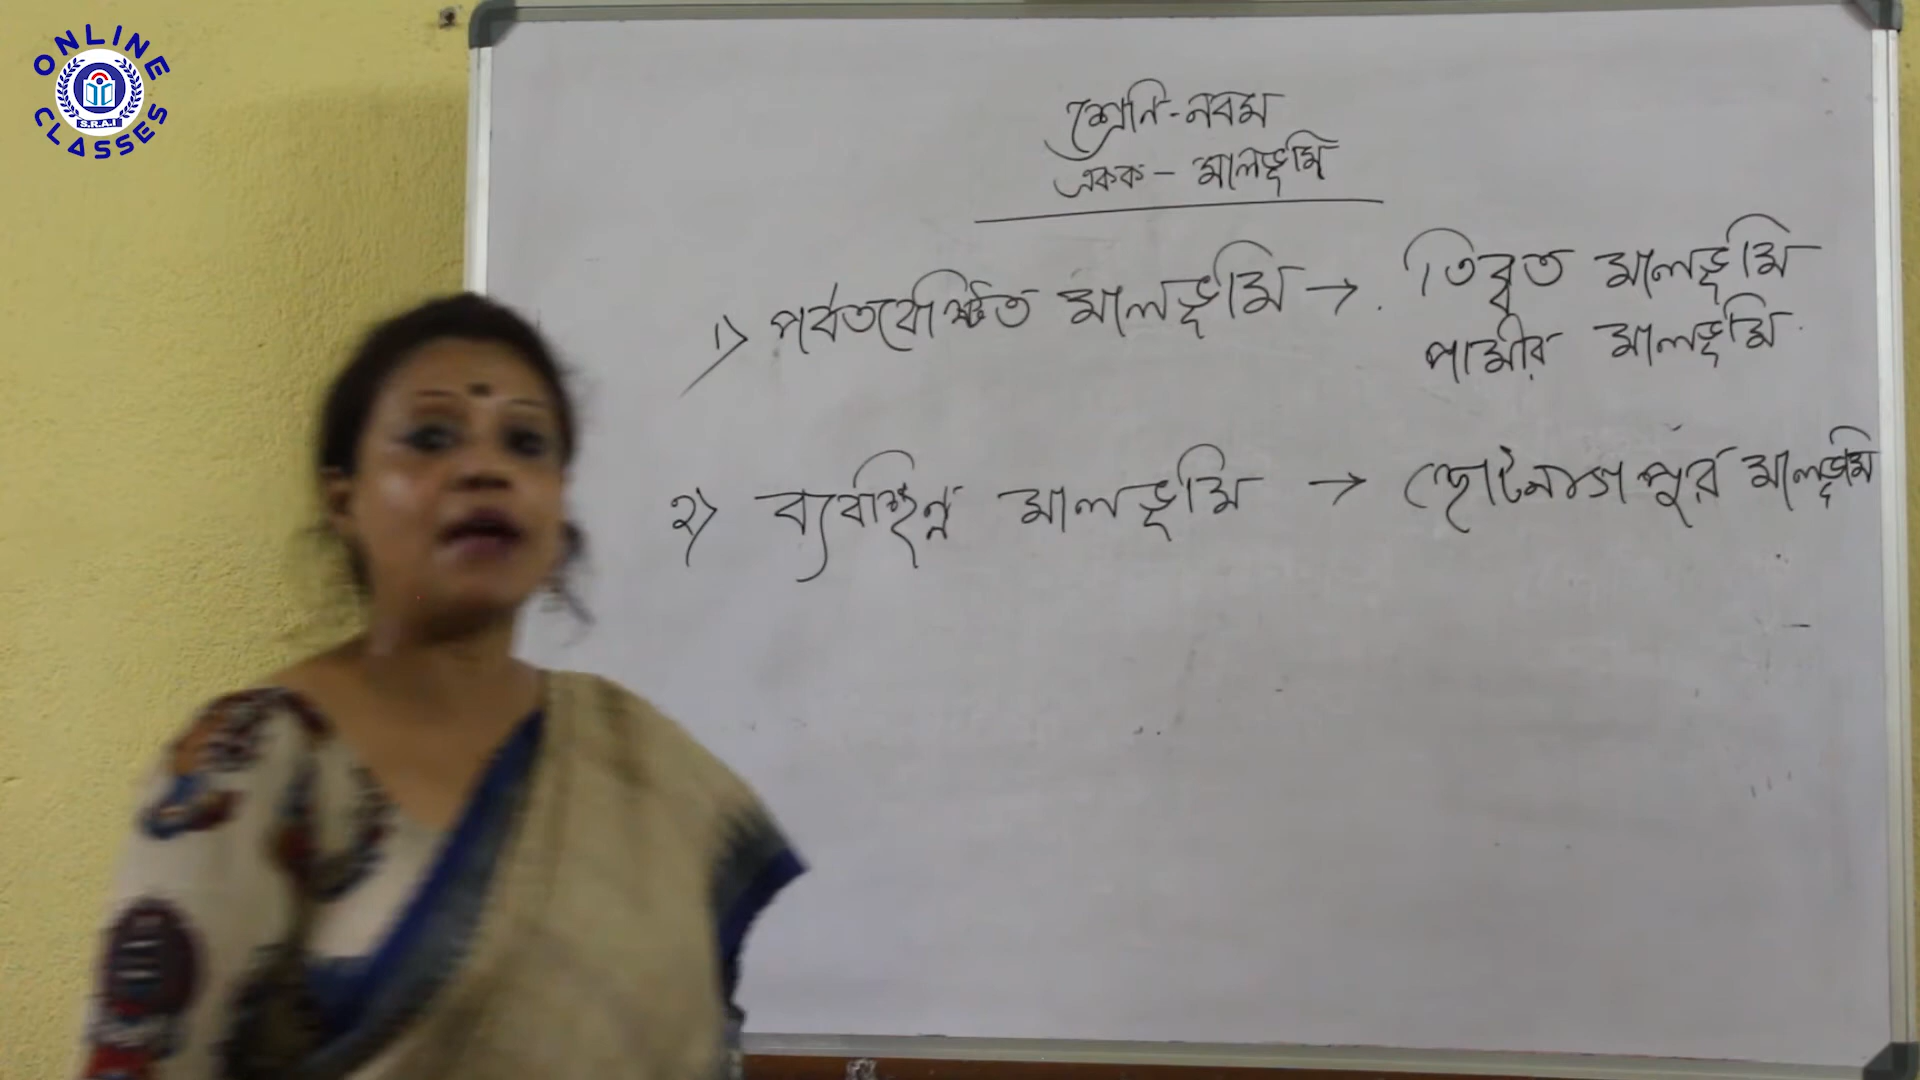 ONLINE
S.R.A.I
CLASSES
শ্রেনি - নবম
একক - মালভূমি
১) পর্বতবেষ্টিত মালভূমি → তিব্বত মালভূমি
পামীর মালভূমি
২) ব্যবচ্ছিন্ন মালভূমি → ছোটনাগপুর মালভূমি